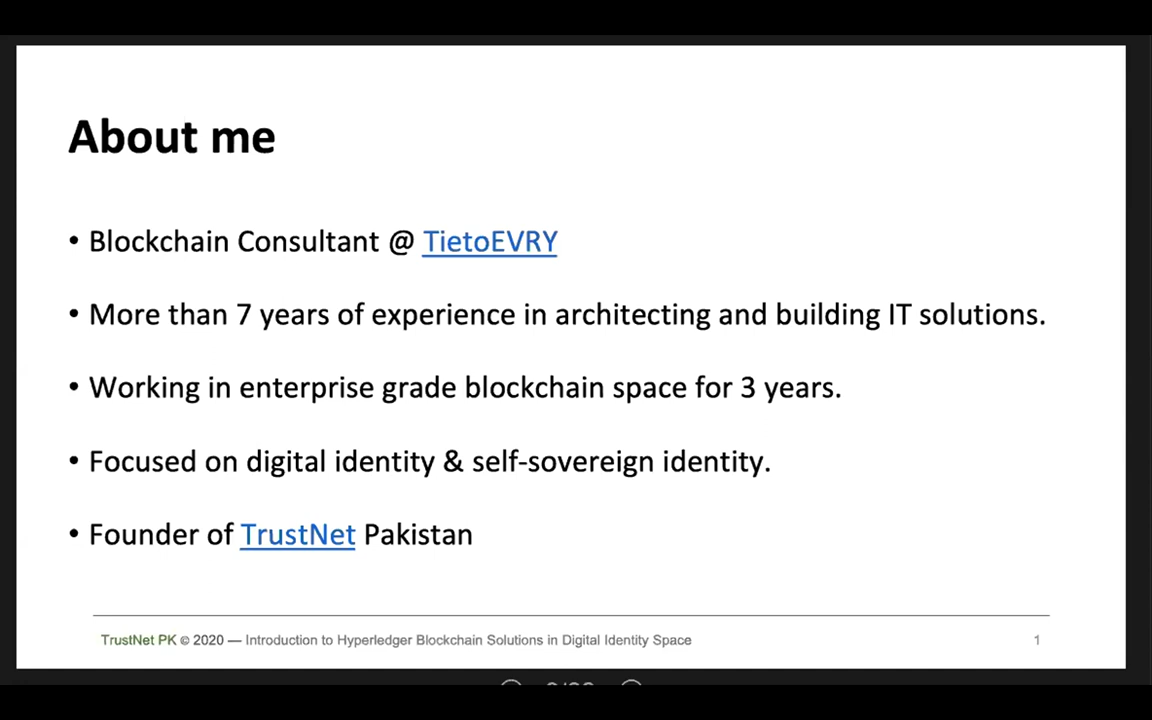 About me
• Blockchain Consultant @ TietoEVRY
• More than 7 years of experience in architecting and building IT solutions.
• Working in enterprise grade blockchain space for 3 years.
• Focused on digital identity & self-sovereign identity.
• Founder of TrustNet Pakistan
TrustNet PK © 2020 — Introduction to Hyperledger Blockchain Solutions in Digital Identity Space 1